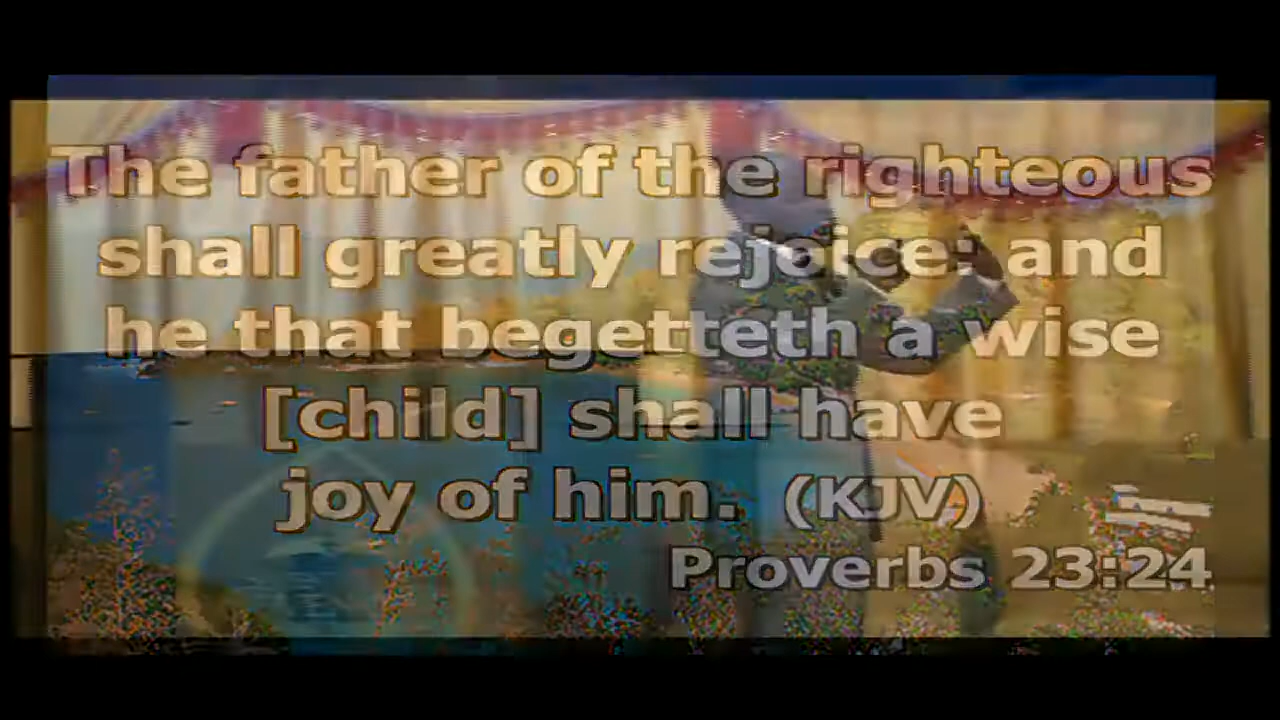 The father of the righteous
shall greatly rejoice: and
he that begetteth a wise
[child] shall have
joy of him. (KJV)
Proverbs 23:24